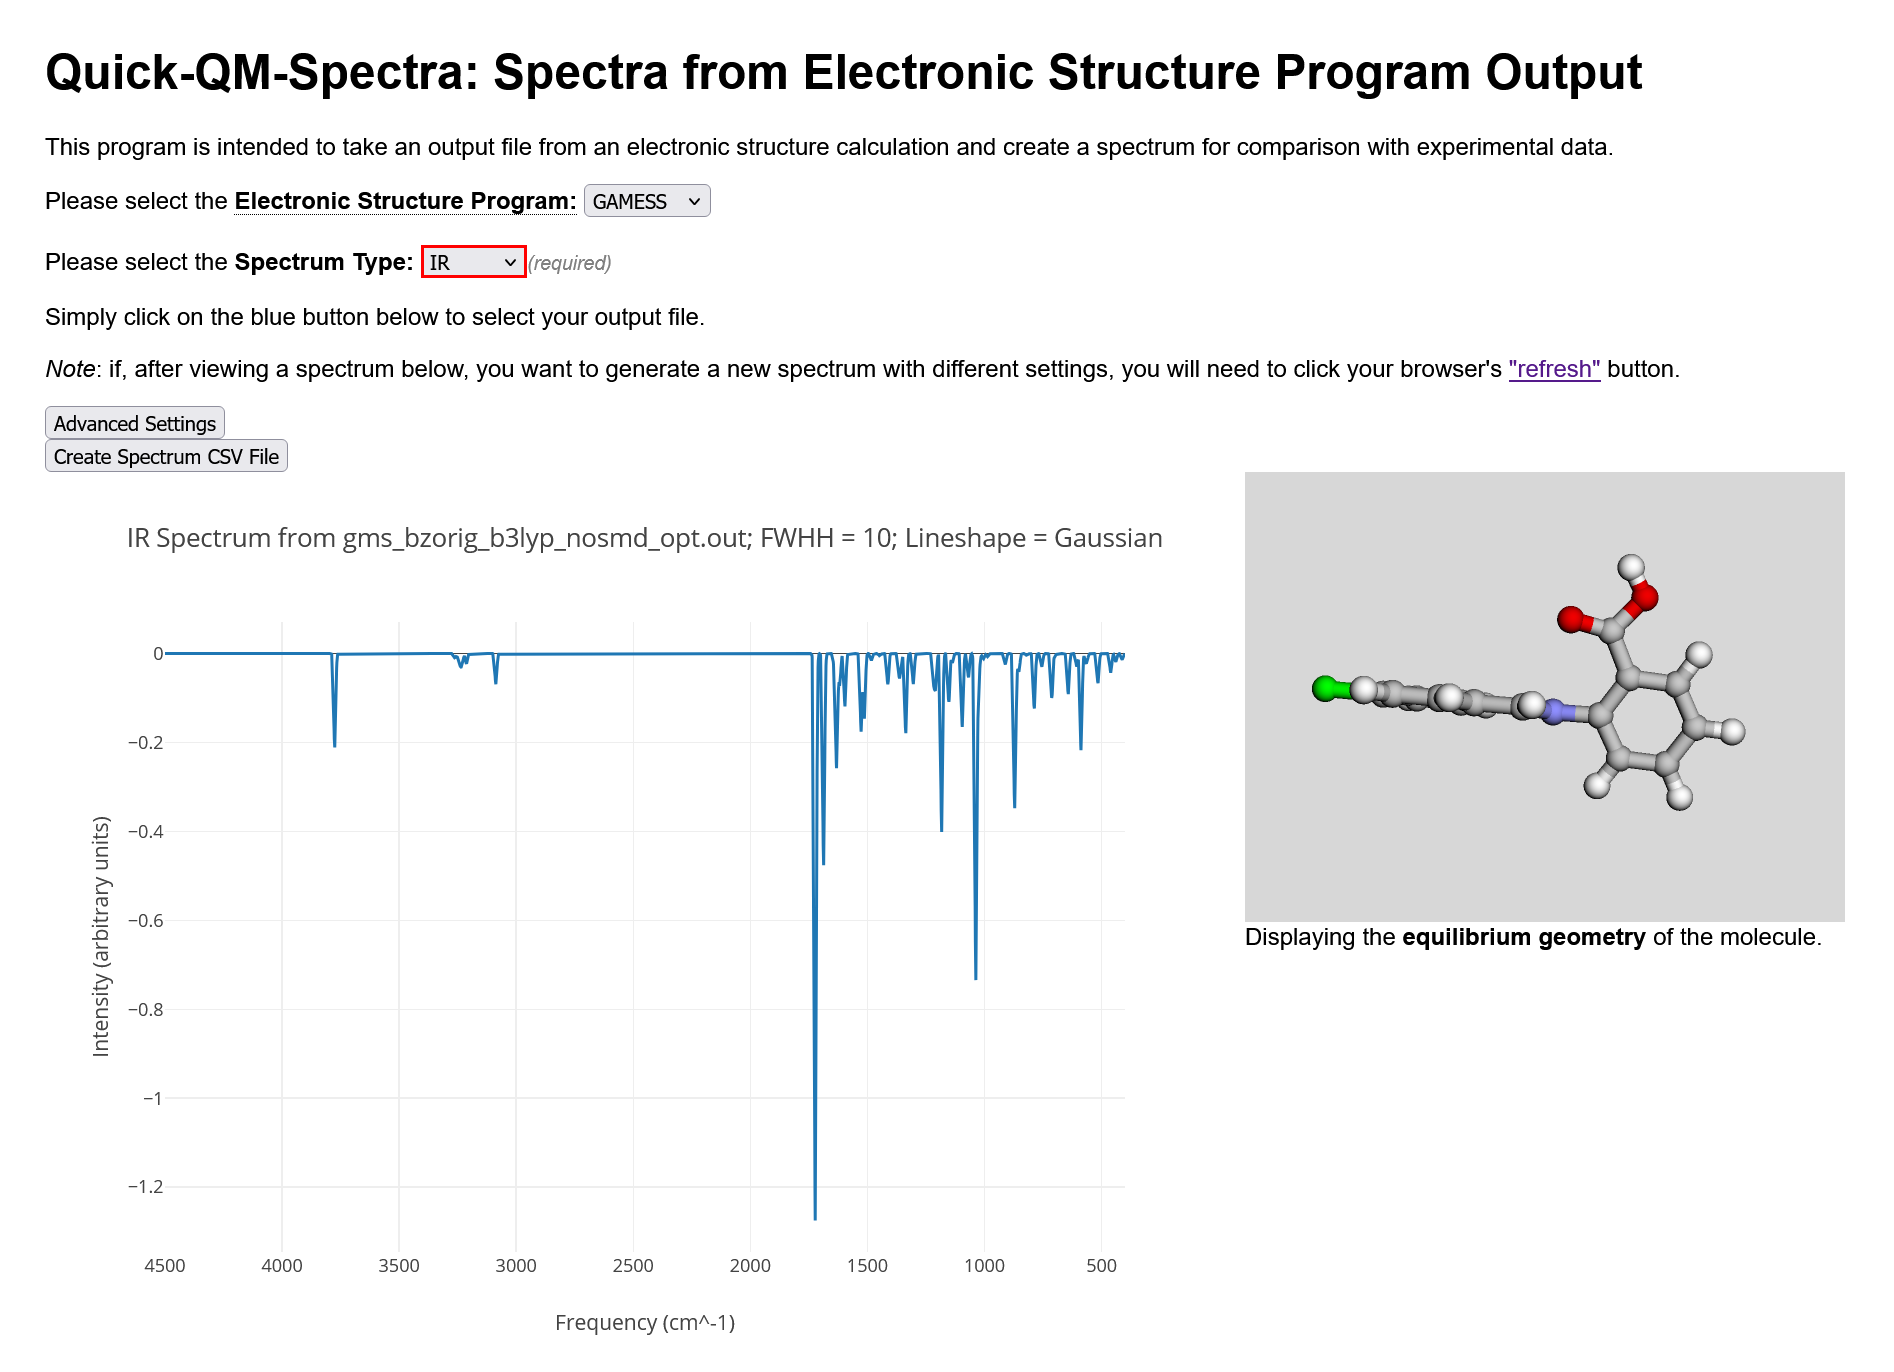 Quick-QM-Spectra: Spectra from Electronic Structure Program Output
This program is intended to take an output file from an electronic structure calculation and create a spectrum for comparison with experimental data.
Please select the Electronic Structure Program: GAMESS
Please select the Spectrum Type: IR (required)
Simply click on the blue button below to select your output file.
Note: if, after viewing a spectrum below, you want to generate a new spectrum with different settings, you will need to click your browser's "refresh" button.
Advanced Settings
Create Spectrum CSV File
IR Spectrum from gms_bzorig_b3lyp_nosmd_opt.out; FWHH = 10; Lineshape = Gaussian
0
−0.2
−0.4
−0.6
−0.8
−1
−1.2
Intensity (arbitrary units)
4500 4000 3500 3000 2500 2000 1500 1000 500
Frequency (cm^-1)
Displaying the equilibrium geometry of the molecule.